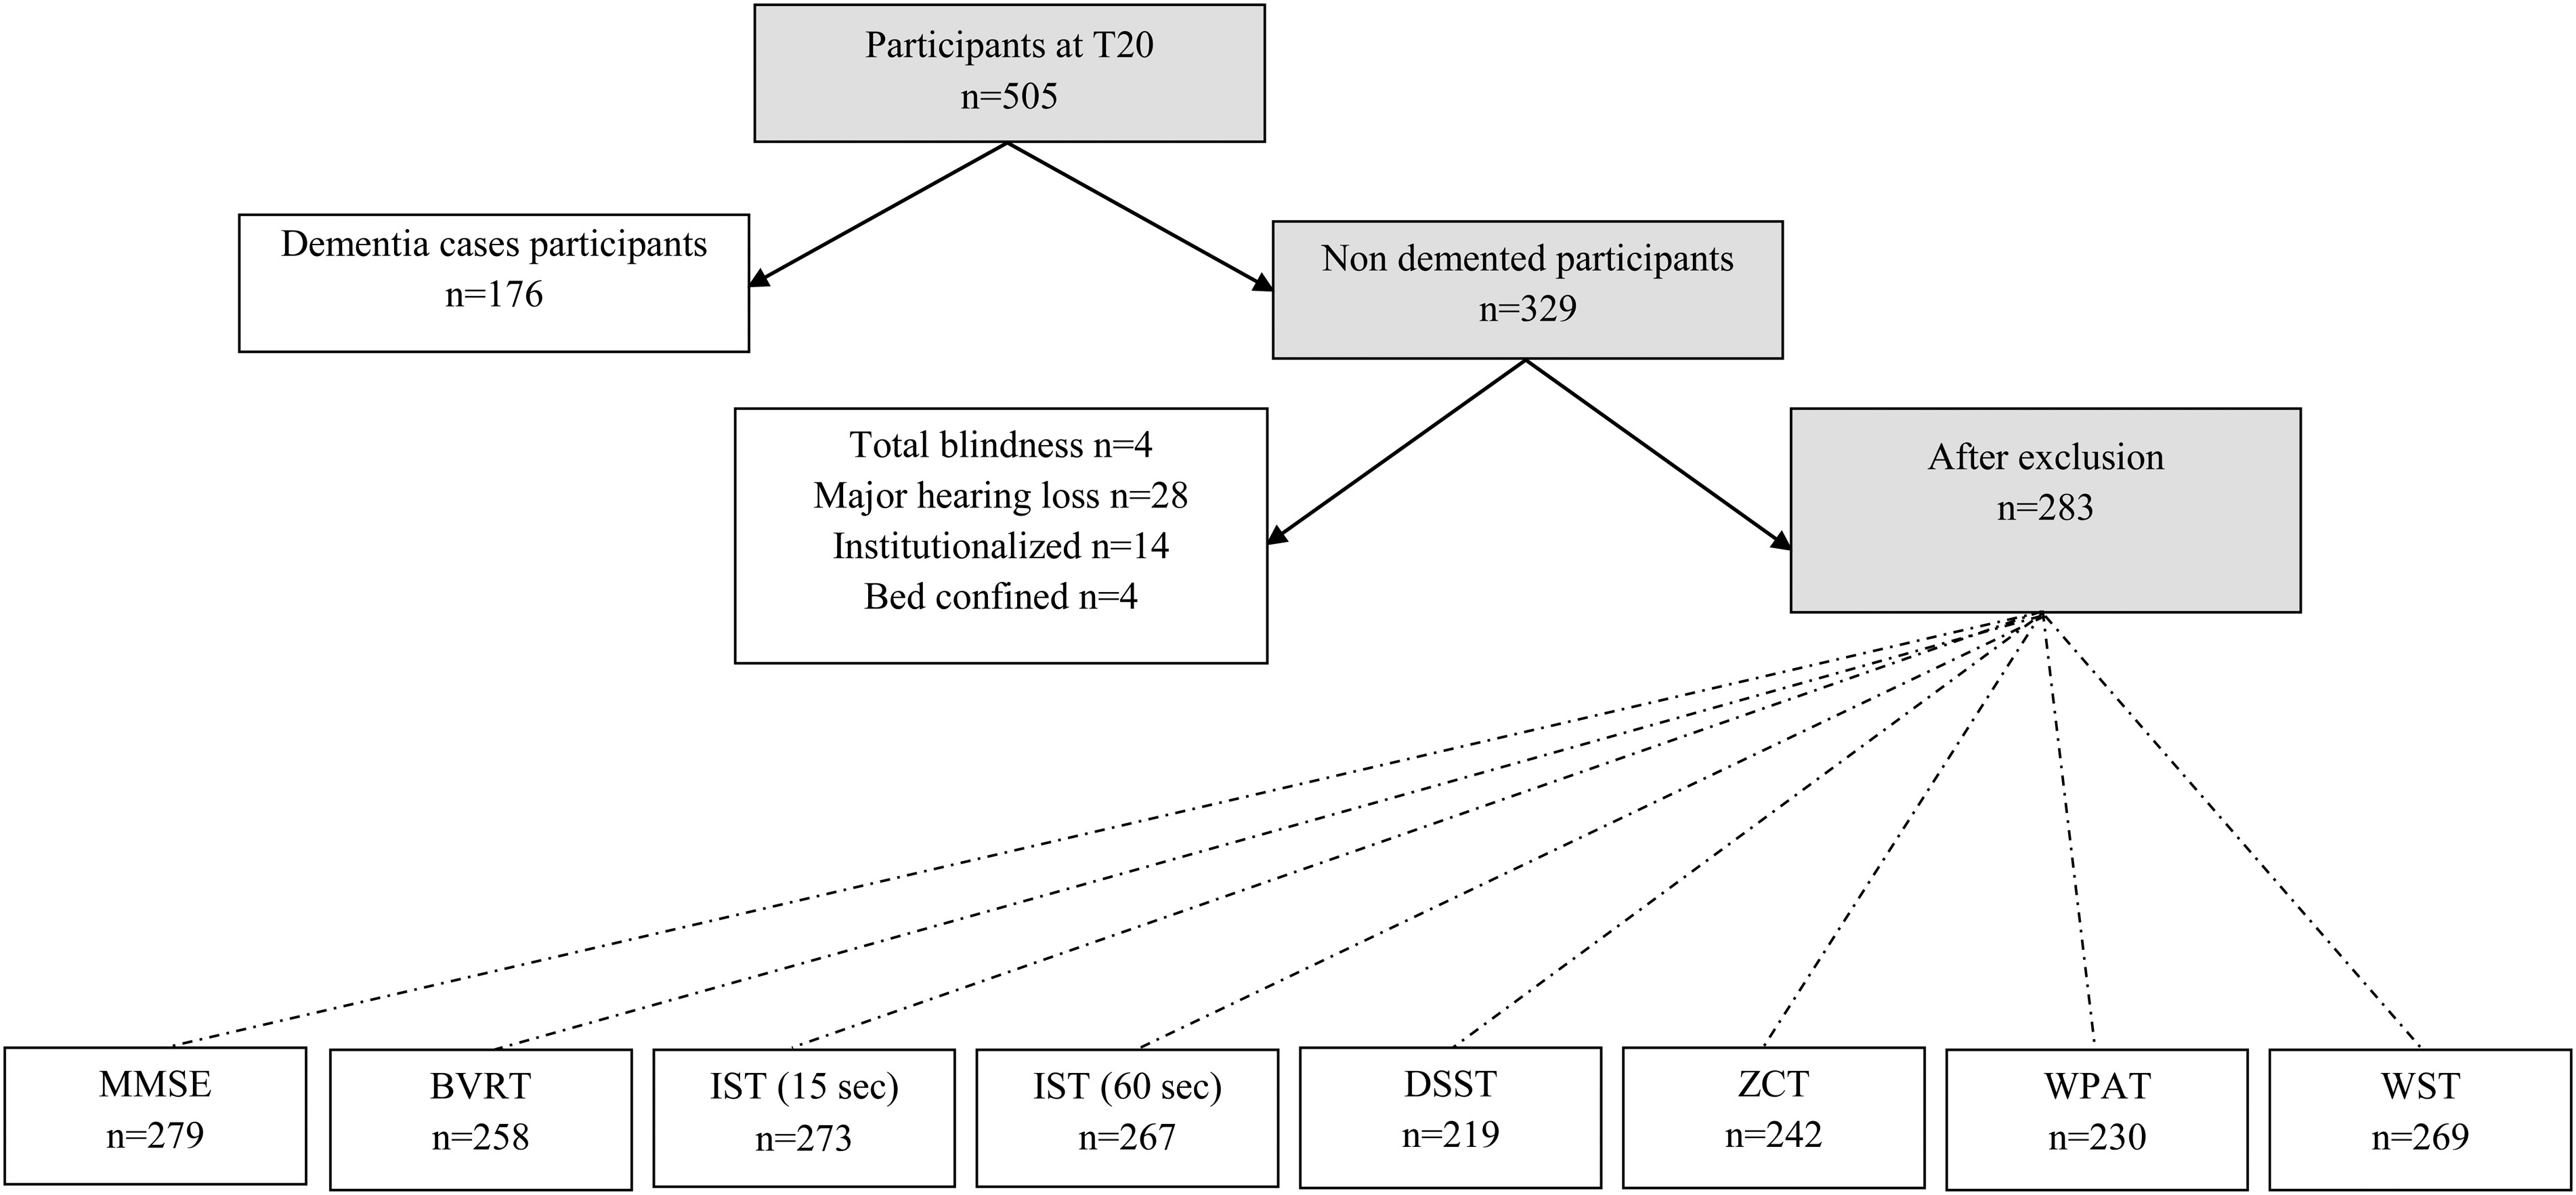 Participants at T20
n=505
Dementia cases participants
n=176
Non demented participants
n=329
Total blindness n=4
Major hearing loss n=28
Institutionalized n=14
Bed confined n=4
After exclusion
n=283
MMSE
n=279
BVRT
n=258
IST (15 sec)
n=273
IST (60 sec)
n=267
DSST
n=219
ZCT
n=242
WPAT
n=230
WST
n=269